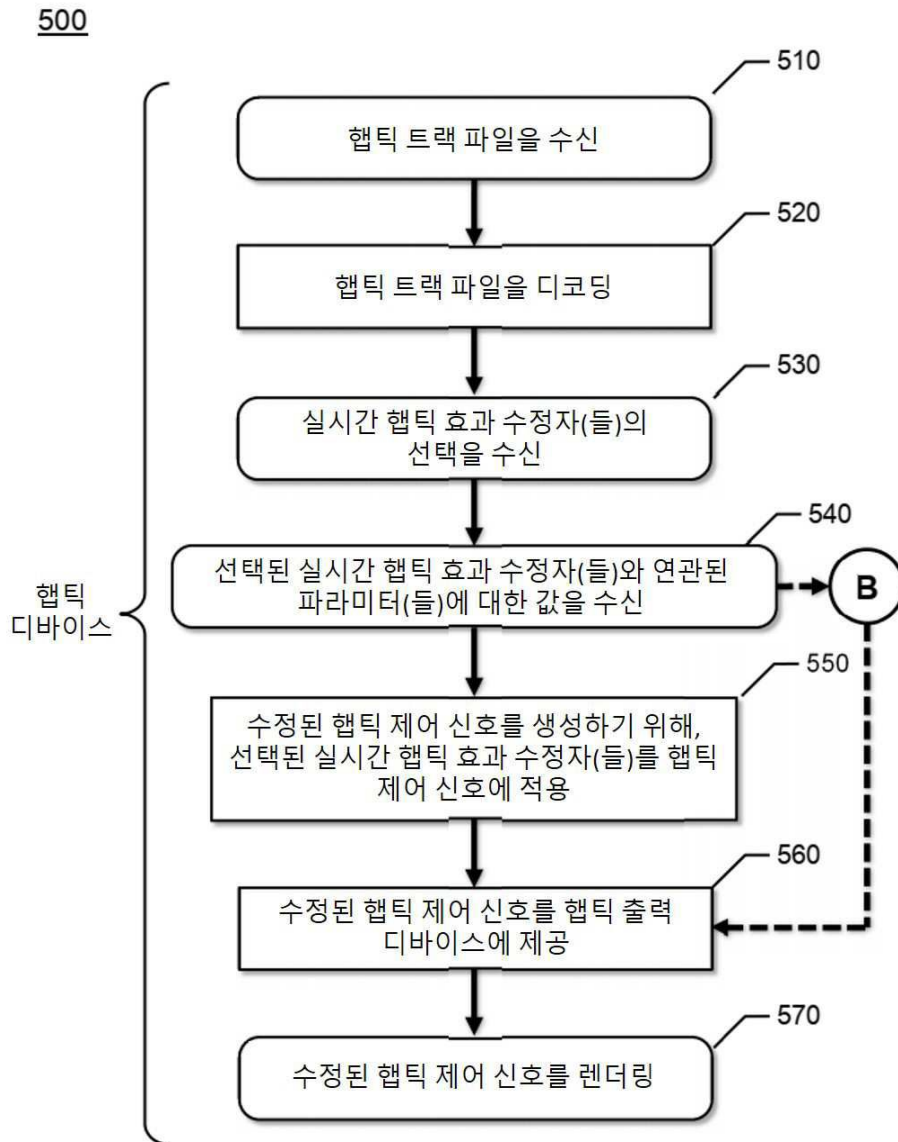 500
510
햅틱 트랙 파일을 수신
520
햅틱 트랙 파일을 디코딩
530
실시간 햅틱 효과 수정자(들)의
선택을 수신
540
선택된 실시간 햅틱 효과 수정자(들)와 연관된
파라미터(들)에 대한 값을 수신
B
햅틱
디바이스
550
수정된 햅틱 제어 신호를 생성하기 위해,
선택된 실시간 햅틱 효과 수정자(들)를 햅틱
제어 신호에 적용
560
수정된 햅틱 제어 신호를 햅틱 출력
디바이스에 제공
570
수정된 햅틱 제어 신호를 렌더링